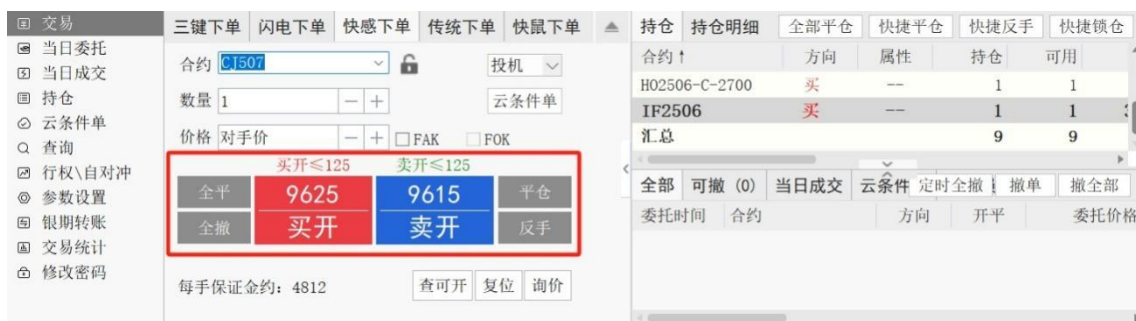 交易
当日委托
当日成交
持仓
云条件单
查询
行权\自对冲
参数设置
银期转账
交易统计
修改密码
三键下单 闪电下单 快感下单 传统下单 快鼠下单
合约 CJ507 投机
数量 1 云条件单
价格 对手价 FAK FOK
买开≤125 卖开≤125
全平 9625 9615 平仓
全撤 买开 卖开 反手
每手保证金约：4812 查可开 复位 询价
持仓 持仓明细 全部平仓 快捷平仓 快捷反手 快捷锁仓
合约 方向 属性 持仓 可用
HO2506-C-2700 买 -- 1 1
IF2506 买 -- 1 1
汇总 9 9
全部 可撤 (0) 当日成交 云条件 定时全撤 撤单 撤全部
委托时间 合约 方向 开平 委托价格